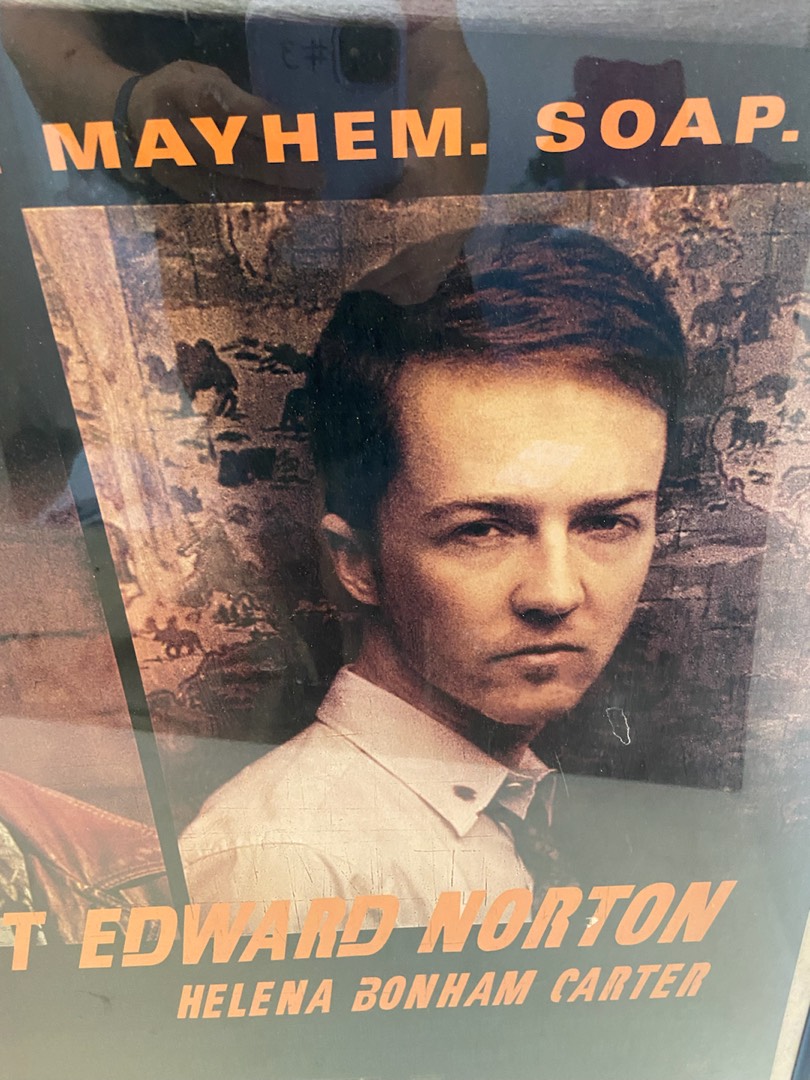 MAYHEM. SOAP.
T EDWARD NORTON
HELENA BONHAM CARTER